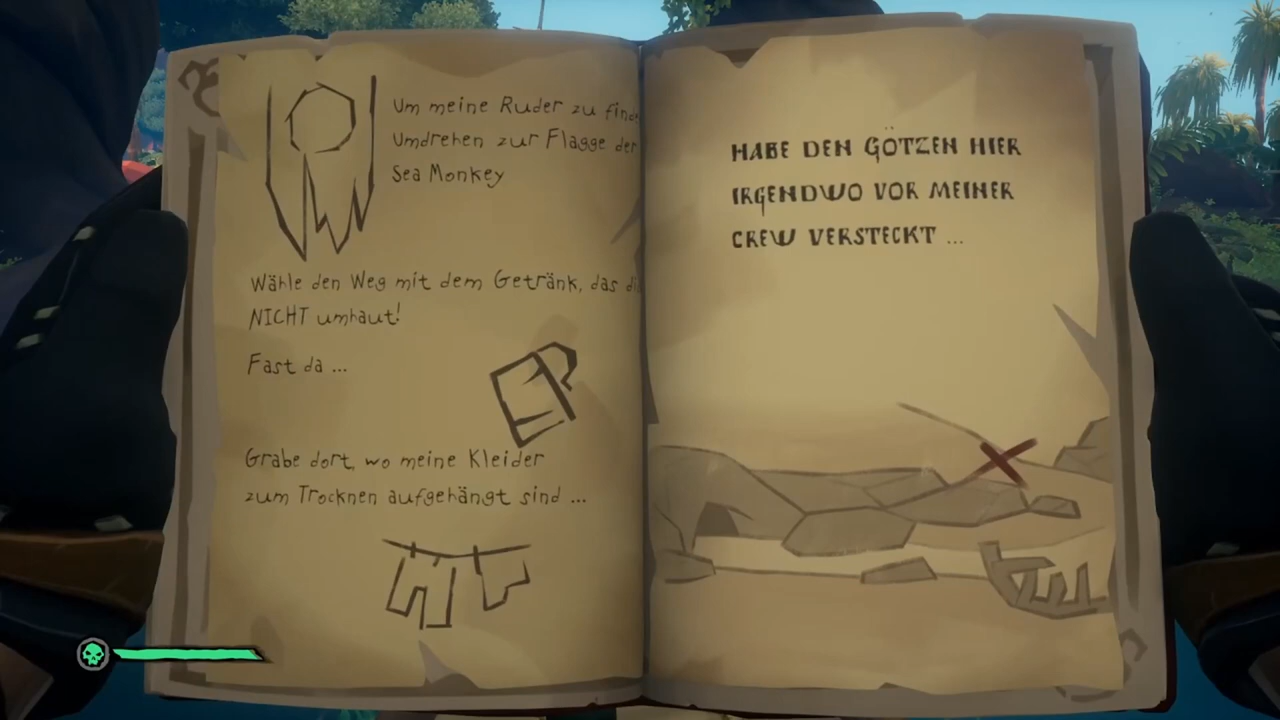 Um meine Ruder zu
Umdrehen zur Flagge der
Sea Monkey
Wähle den Weg mit dem Getränk, das
NICHT umhaut!
Fast da ...
Grabe dort, wo meine Kleider
zum Trocknen aufgehängt sind ...
HABE DEN GÖTZEN HIER
IRGENDWO VOR MEINER
CREW VERSTECKT ...